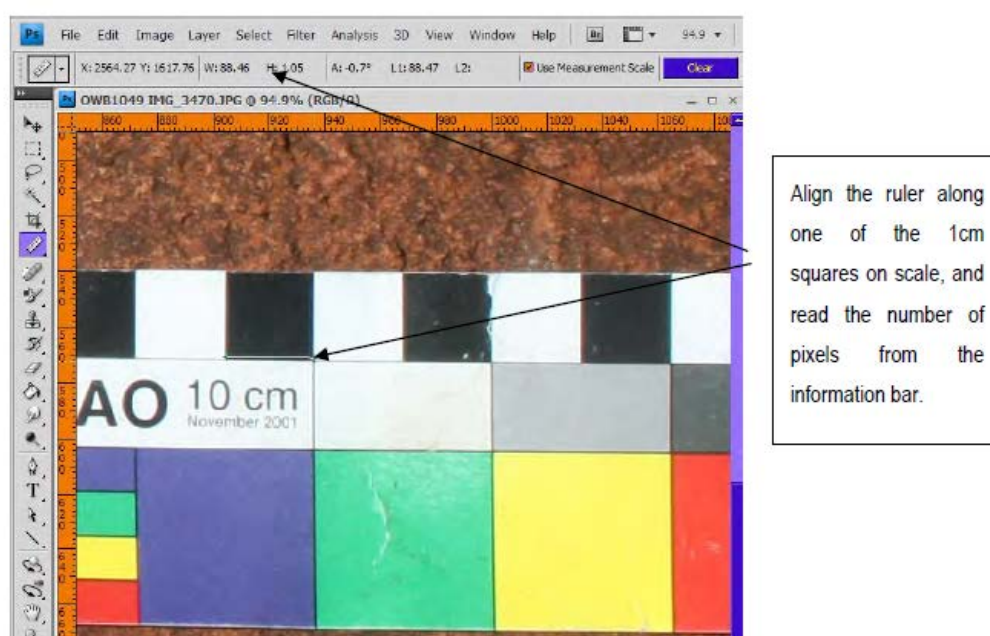 Ps File Edit Image Layer Select Filter Analysis 3D View Window Help Br 94.9
X: 2564.27 Y: 1617.76 W: 88.46 H: 1.05 A: -0.7° L1: 88.47 L2: Use Measurement Scale Clear
Ps OWB1049 IMG_3470.JPG @ 94.9% (RGB/8)
860 880 900 920 940 960 980 1000 1020 1040 1060
Align the ruler along
one of the 1cm
squares on scale, and
read the number of
pixels from the
information bar.
AO 10 cm
November 2001
T